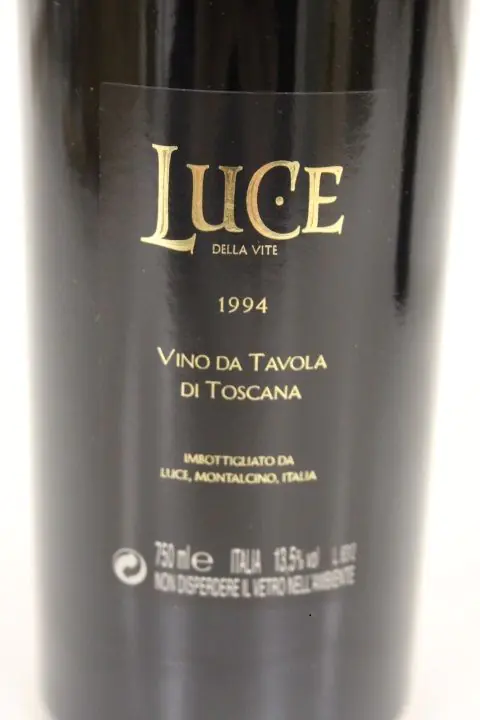 LUCE
DELLA VITE
1994
VINO DA TAVOLA
DI TOSCANA
IMBOTTIGLIATO DA
LUCE, MONTALCINO, ITALIA
750 ml e ITALIA 13,5% vol
NON DISPERDERE IL VETRO NELL'AMBIENTE